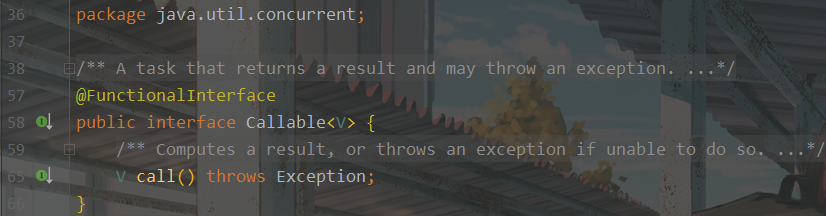 36 package java.util.concurrent;
37
38 /** A task that returns a result and may throw an exception. ...*/
57 @FunctionalInterface
58 public interface Callable<V> {
59 /** Computes a result, or throws an exception if unable to do so. ...*/
65 V call() throws Exception;
66 }